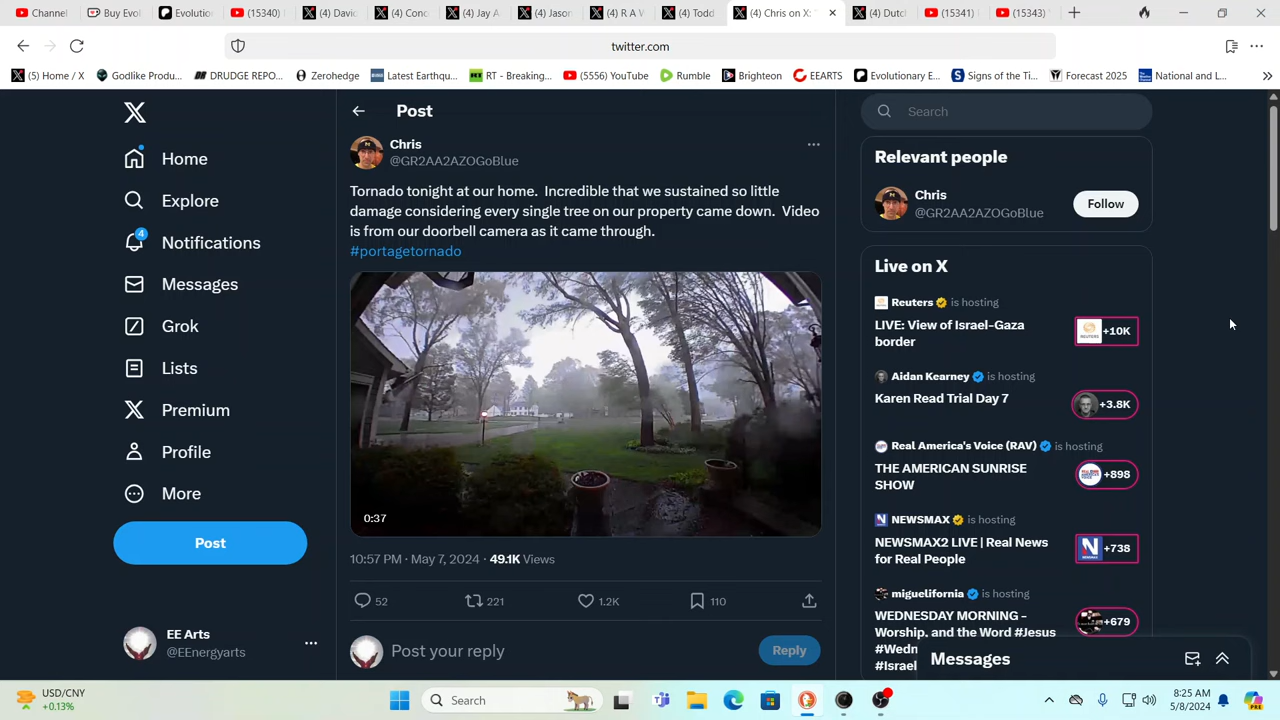 Channel
Buy Evol
Evolution
(15340)
(4) David
(4) Conc
(4) Jay A
(4) Jason
(4) R A W
(4) Todd
(4) Chris on X:
(4) Dutc
(15341)
(15343)
twitter.com
(5) Home / X
Godlike Produ...
DRUDGE REPO...
Zerohedge
Latest Earthqu...
RT - Breaking...
(5556) YouTube
Rumble
Brighteon
EEARTS
Evolutionary E...
Signs of the Ti...
Forecast 2025
National and L...
Home
Explore
4
Notifications
Messages
Grok
Lists
Premium
Profile
More
Post
EE Arts
@EEnergyarts
Post
Chris
@GR2AA2AZOGoBlue
Tornado tonight at our home. Incredible that we sustained so little
damage considering every single tree on our property came down. Video
is from our doorbell camera as it came through.
#portagetornado
0:37
10:57 PM · May 7, 2024 · 49.1K Views
52
221
1.2K
110
Post your reply
Reply
Search
Relevant people
Chris
@GR2AA2AZOGoBlue
Follow
Live on X
Reuters is hosting
LIVE: View of Israel-Gaza
border
+10K
Aidan Kearney is hosting
Karen Read Trial Day 7
+3.8K
Real America's Voice (RAV) is hosting
THE AMERICAN SUNRISE
SHOW
+898
NEWSMAX is hosting
NEWSMAX2 LIVE | Real News
for Real People
+738
miguelifornia is hosting
WEDNESDAY MORNING –
Worship, and the Word #Jesus
#Wedn
#Israel
+679
Messages
USD/CNY
+0.13%
Search
8:25 AM
5/8/2024
PRE